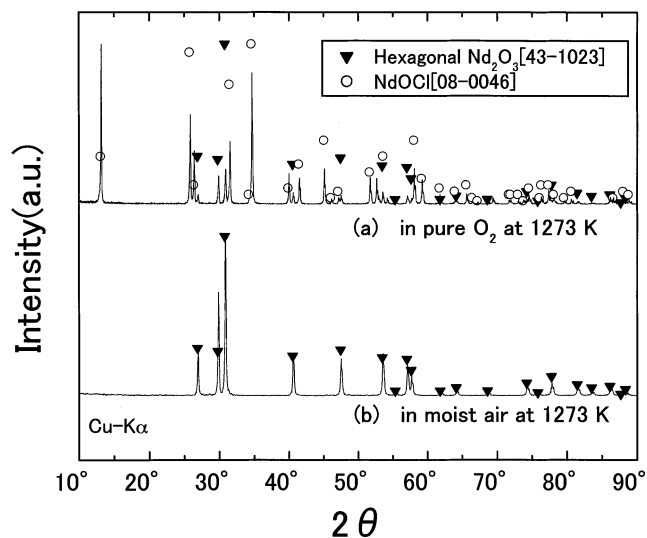 Intensity(a.u.)
▼ Hexagonal Nd₂O₃[43-1023]
○ NdOCl[08-0046]
(a) in pure O₂ at 1273 K
(b) in moist air at 1273 K
Cu-Kα
10° 20° 30° 40° 50° 60° 70° 80° 90°
2θ